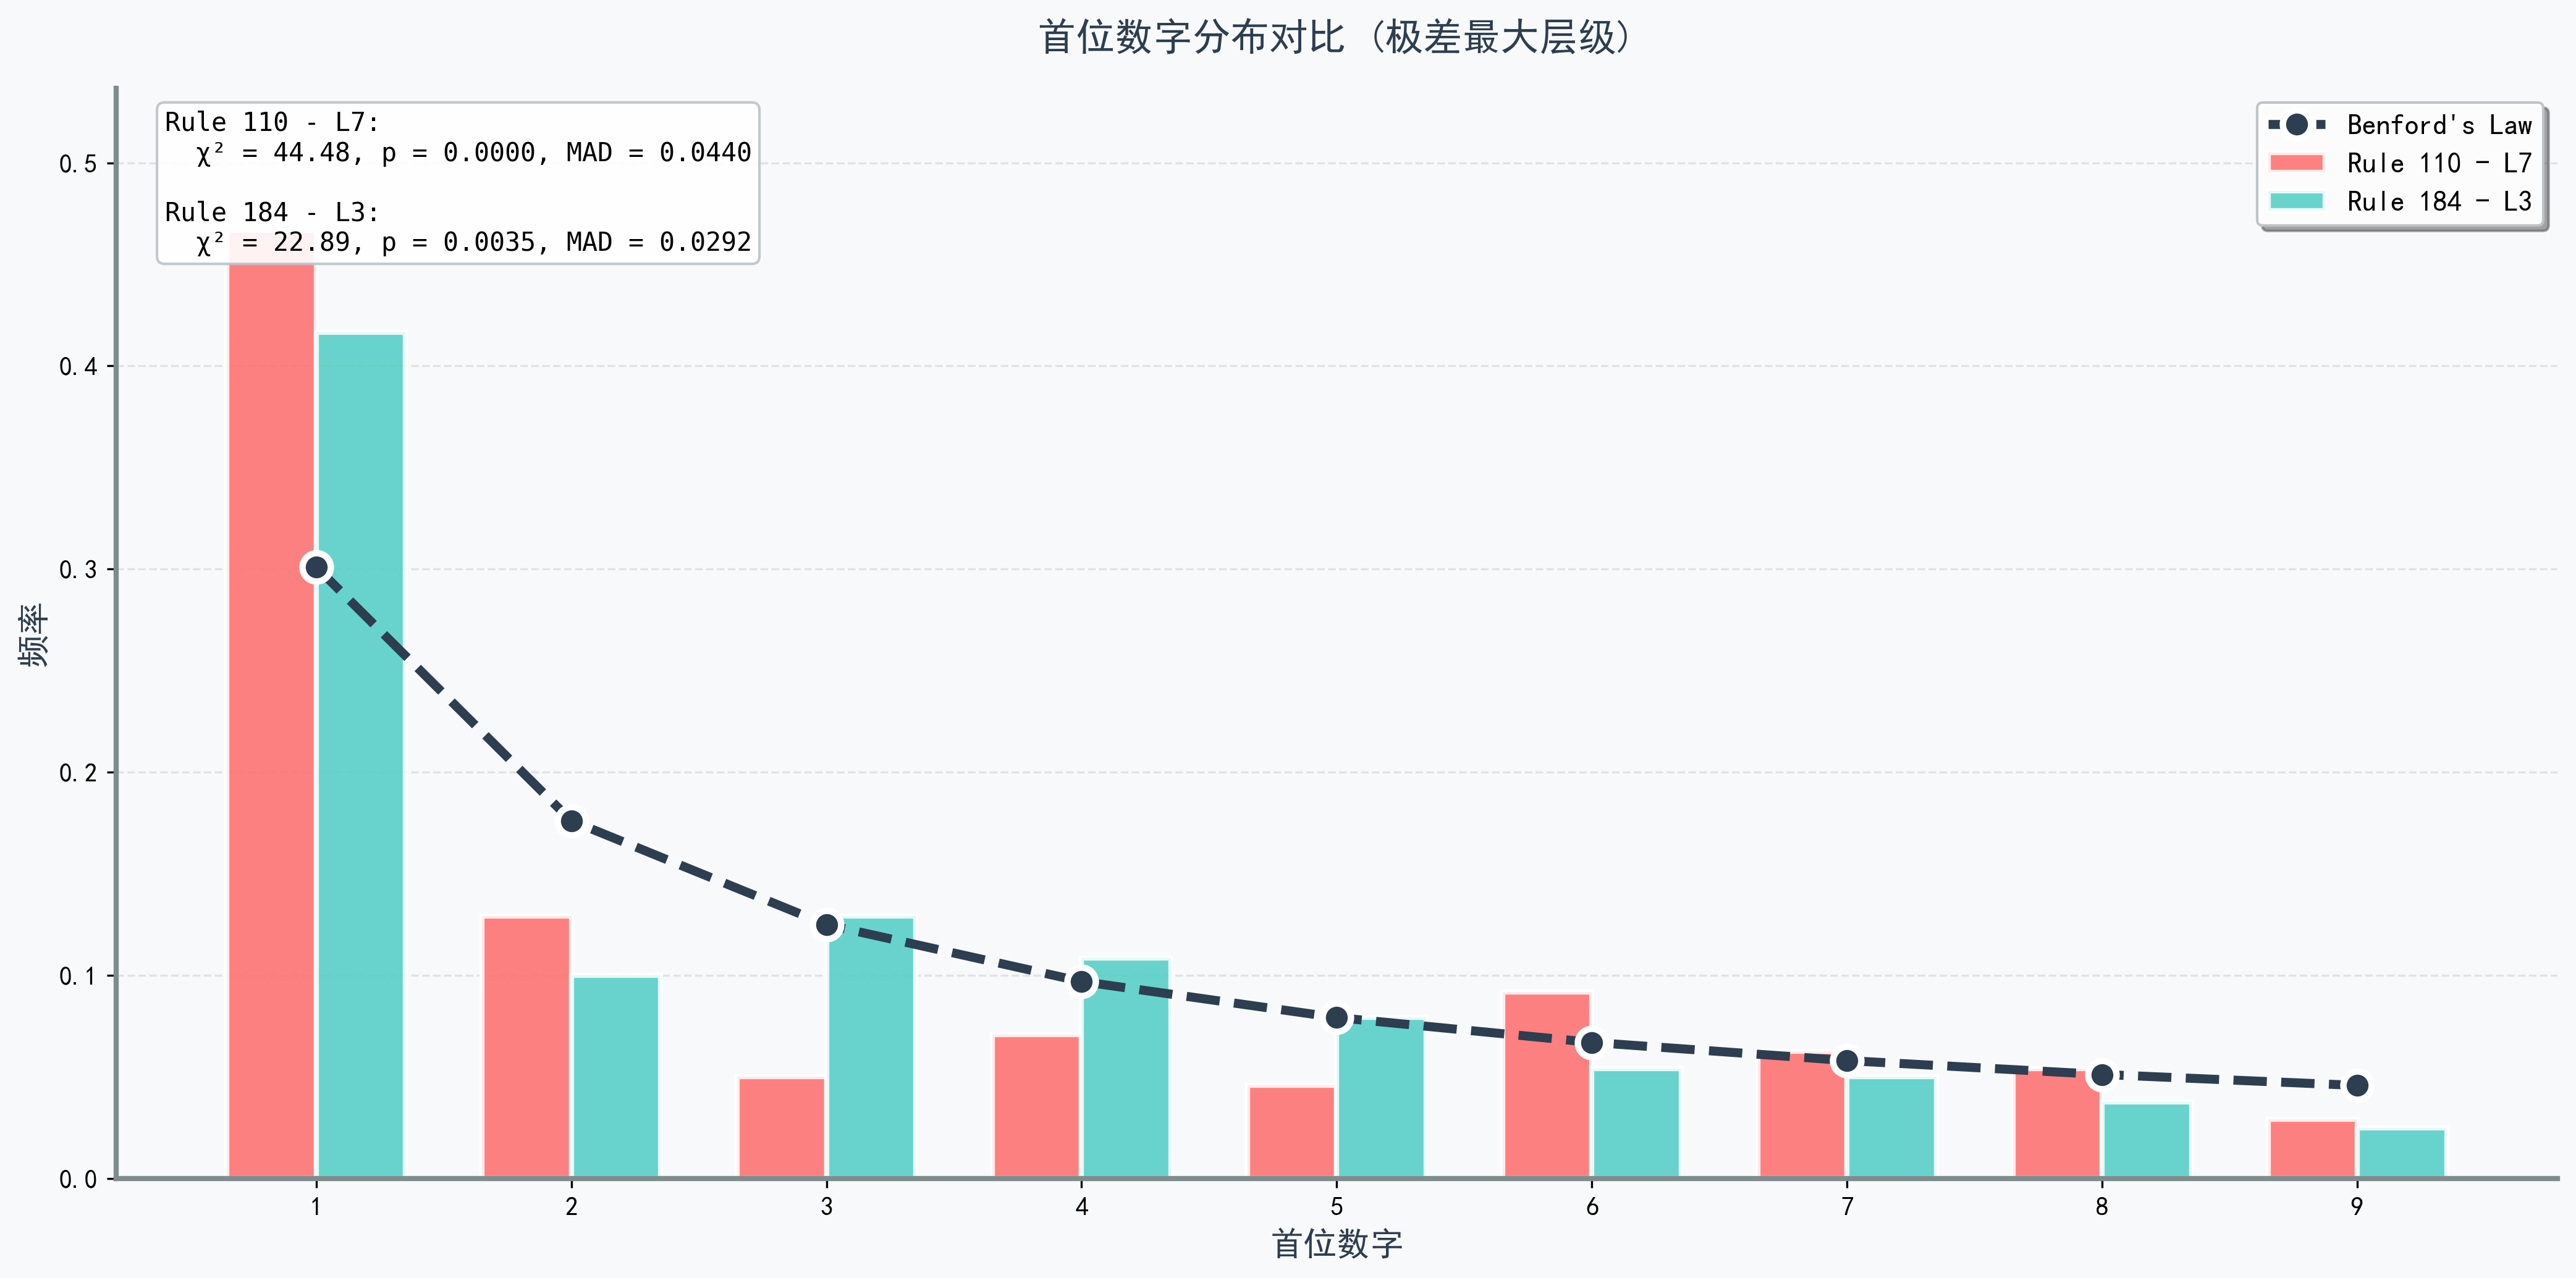 首位数字分布对比 (极差最大层级)
Rule 110 - L7:
χ² = 44.48, p = 0.0000, MAD = 0.0440
Rule 184 - L3:
χ² = 22.89, p = 0.0035, MAD = 0.0292
Benford's Law
Rule 110 - L7
Rule 184 - L3
频率
0.5
0.4
0.3
0.2
0.1
0.0
1 2 3 4 5 6 7 8 9
首位数字